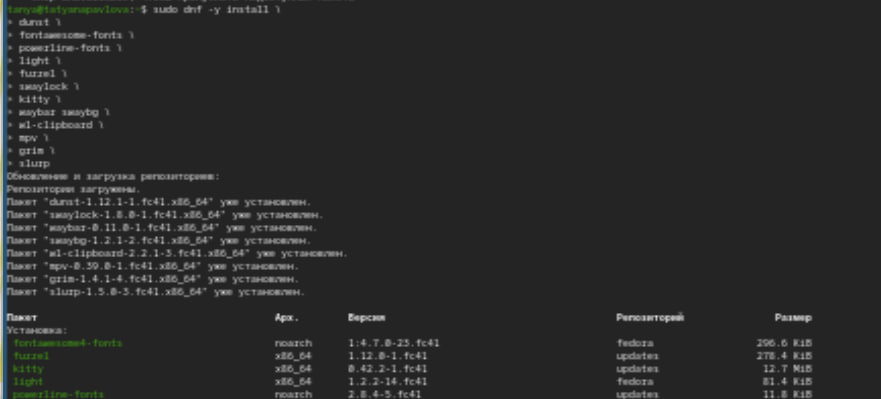 tanya@tatyanapavlova:~$ sudo dnf -y install \
> dunst \
> fontawesome-fonts \
> powerline-fonts \
> light \
> fuzzel \
> swaylock \
> kitty \
> waybar swaybg \
> wl-clipboard \
> mpv \
> grim \
> slurp
Обновление и загрузка репозиториев:
Репозитории загружены.
Пакет "dunst-1.12.1-1.fc41.x86_64" уже установлен.
Пакет "swaylock-1.8.0-1.fc41.x86_64" уже установлен.
Пакет "waybar-0.11.0-1.fc41.x86_64" уже установлен.
Пакет "swaybg-1.2.1-2.fc41.x86_64" уже установлен.
Пакет "wl-clipboard-2.2.1-3.fc41.x86_64" уже установлен.
Пакет "mpv-0.39.0-1.fc41.x86_64" уже установлен.
Пакет "grim-1.4.1-4.fc41.x86_64" уже установлен.
Пакет "slurp-1.5.0-3.fc41.x86_64" уже установлен.
Пакет Арх. Версия Репозиторий Размер
Установка:
fontawesome4-fonts noarch 1:4.7.0-23.fc41 fedora 296.6 KiB
fuzzel x86_64 1.12.0-1.fc41 updates 278.4 KiB
kitty x86_64 0.42.2-1.fc41 updates 12.7 MiB
light x86_64 1.2.2-14.fc41 fedora 81.4 KiB
powerline-fonts noarch 2.8.4-5.fc41 updates 11.8 KiB